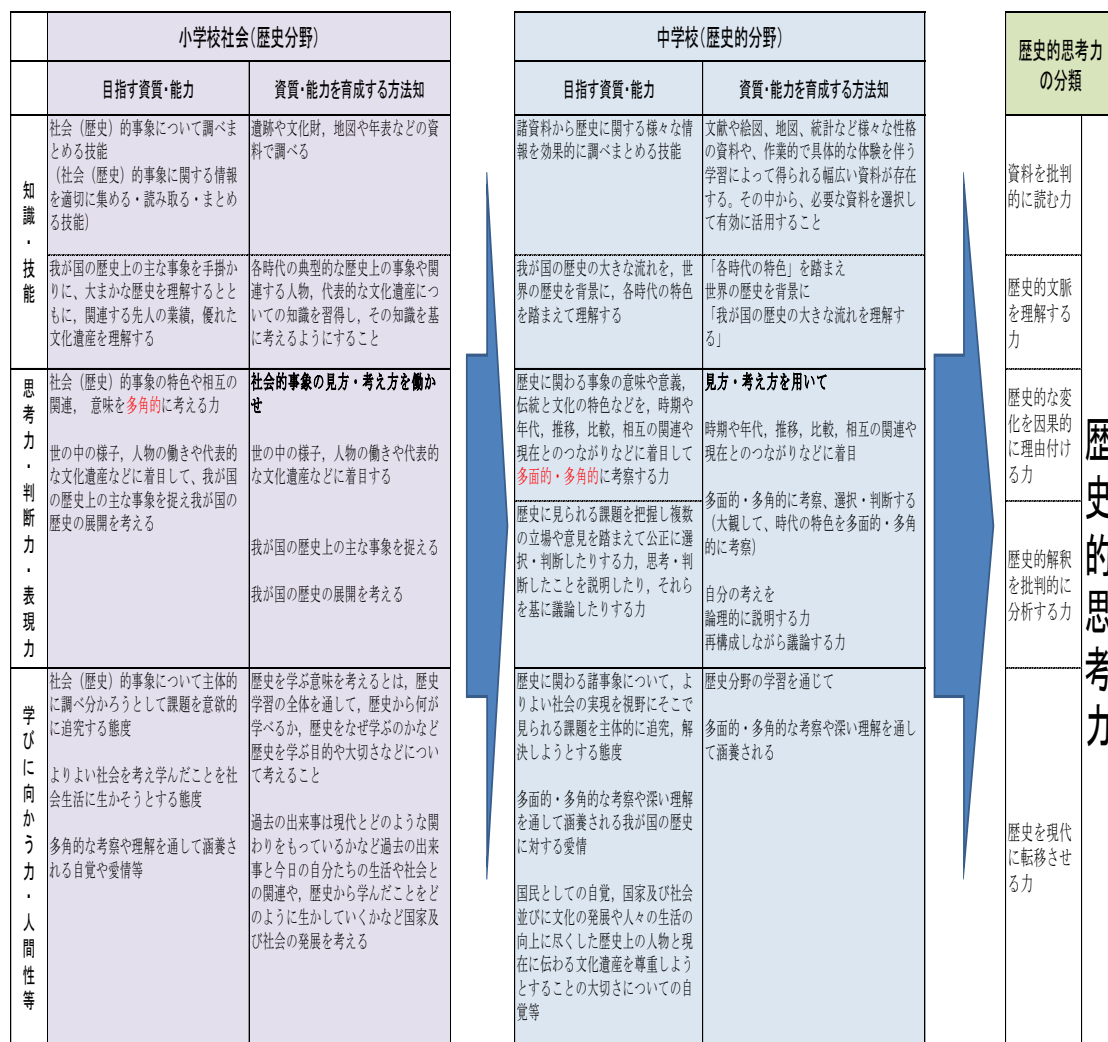 小学校社会(歴史分野)
目指す資質・能力
資質・能力を育成する方法知
知識・技能
社会（歴史）的事象について調べま
とめる技能
（社会（歴史）的事象に関する情報
を適切に集める・読み取る・まとめ
る技能）
遺跡や文化財，地図や年表などの資
料で調べる
我が国の歴史上の主な事象を手掛か
りに、大まかな歴史を理解するとと
もに，関連する先人の業績，優れた
文化遺産を理解する
各時代の典型的な歴史上の事象や関
連する人物，代表的な文化遺産につ
いての知識を習得し，その知識を基
に考えるようにすること
思考力・判断力・表現力
社会（歴史）的事象の特色や相互の
関連， 意味を多角的に考える力
世の中の様子，人物の働きや代表的
な文化遺産などに着目して、我が国
の歴史上の主な事象を捉え我が国の
歴史の展開を考える
社会的事象の見方・考え方を働か
せ
世の中の様子，人物の働きや代表的
な文化遺産などに着目する
我が国の歴史上の主な事象を捉える
我が国の歴史の展開を考える
学びに向かう力・人間性等
社会（歴史）的事象について主体的
に調べ分かろうとして課題を意欲的
に追究する態度
よりよい社会を考え学んだことを社
会生活に生かそうとする態度
多角的な考察や理解を通して涵養さ
れる自覚や愛情等
歴史を学ぶ意味を考えるとは，歴史
学習の全体を通して，歴史から何が
学べるか，歴史をなぜ学ぶのかなど
歴史を学ぶ目的や大切さなどについ
て考えること
過去の出来事は現代とどのような関
わりをもっているかなど過去の出来
事と今日の自分たちの生活や社会と
の関連や，歴史から学んだことをど
のように生かしていくかなど国家及
び社会の発展を考える
中学校(歴史的分野)
目指す資質・能力
資質・能力を育成する方法知
諸資料から歴史に関する様々な情
報を効果的に調べまとめる技能
文献や絵図、地図、統計など様々な性格
の資料や、作業的で具体的な体験を伴う
学習によって得られる幅広い資料が存在
する。その中から、必要な資料を選択し
て有効に活用すること
我が国の歴史の大きな流れを，世
界の歴史を背景に，各時代の特色
を踏まえて理解する
「各時代の特色」を踏まえ
世界の歴史を背景に
「我が国の歴史の大きな流れを理解す
る」
歴史に関わる事象の意味や意義，
伝統と文化の特色などを，時期や
年代，推移，比較，相互の関連や
現在とのつながりなどに着目して
多面的・多角的に考察する力
歴史に見られる課題を把握し複数
の立場や意見を踏まえて公正に選
択・判断したりする力，思考・判
断したことを説明したり，それら
を基に議論したりする力
見方・考え方を用いて
時期や年代，推移，比較，相互の関連や
現在とのつながりなどに着目
多面的・多角的に考察、選択・判断する
（大観して、時代の特色を多面的・多角
的に考察）
自分の考えを
論理的に説明する力
再構成しながら議論する力
歴史に関わる諸事象について，よ
りよい社会の実現を視野にそこで
見られる課題を主体的に追究，解
決しようとする態度
多面的・多角的な考察や深い理解
を通して涵養される我が国の歴史
に対する愛情
国民としての自覚，国家及び社会
並びに文化の発展や人々の生活の
向上に尽くした歴史上の人物と現
在に伝わる文化遺産を尊重しよう
とすることの大切さについての自
覚等
歴史分野の学習を通じて
多面的・多角的な考察や深い理解を通し
て涵養される
歴史的思考力
の分類
資料を批判
的に読む力
歴史的文脈
を理解する
力
歴史的な変
化を因果的
に理由付け
る力
歴史的解釈
を批判的に
分析する力
歴史を現代
に転移させ
る力
歴史的思考力